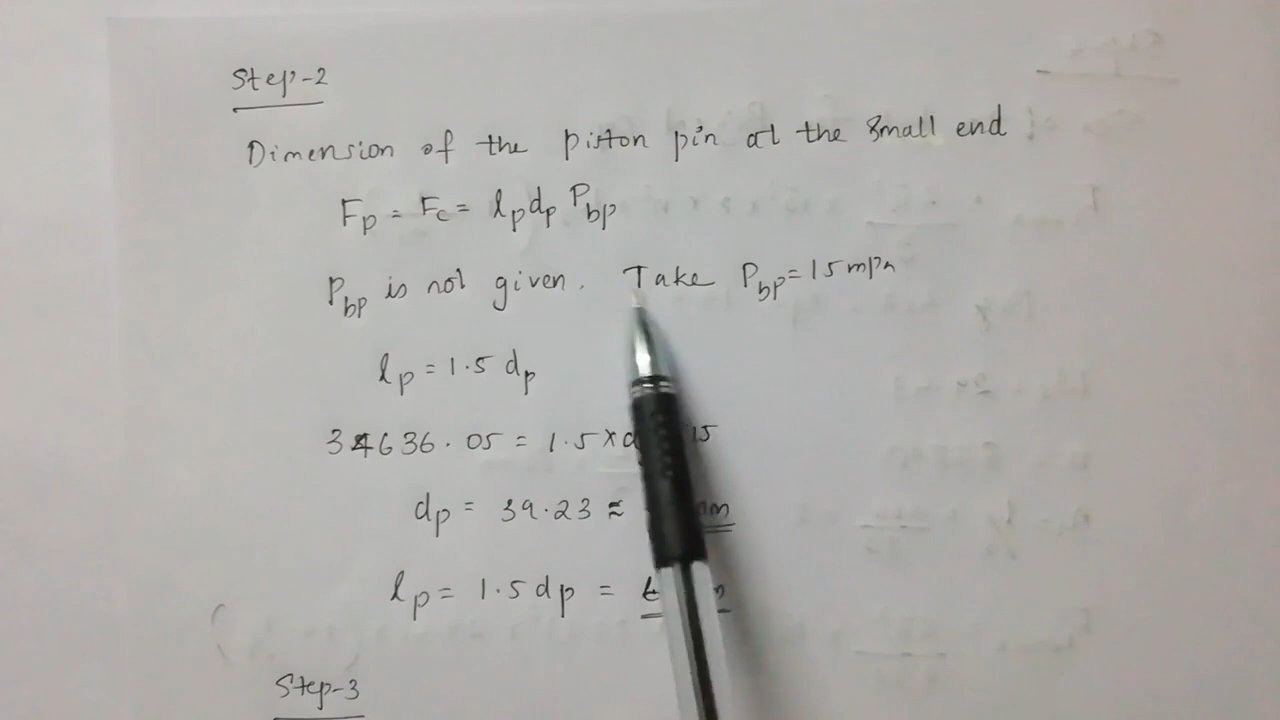 Step-2
Dimension of the piston pin at the small end
Fp = Fc = lp dp Pbp
Pbp is not given. Take Pbp = 15 mPa
lp = 1.5 dp
34636.05 = 1.5 × d 15
dp = 39.23 ≈
lp = 1.5 dp =
Step-3